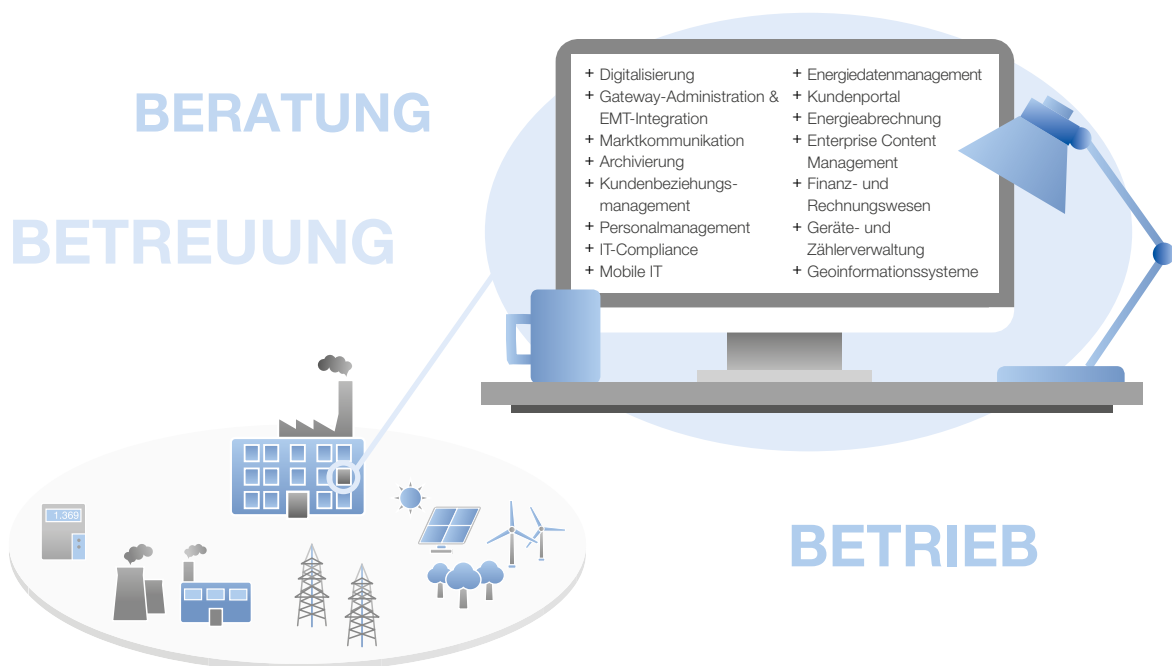 BERATUNG
BETREUUNG
+ Digitalisierung
+ Gateway-Administration &
EMT-Integration
+ Marktkommunikation
+ Archivierung
+ Kundenbeziehungs-
management
+ Personalmanagement
+ IT-Compliance
+ Mobile IT
+ Energiedatenmanagement
+ Kundenportal
+ Energieabrechnung
+ Enterprise Content
Management
+ Finanz- und
Rechnungswesen
+ Geräte- und
Zählerverwaltung
+ Geoinformationssysteme
1.369
BETRIEB